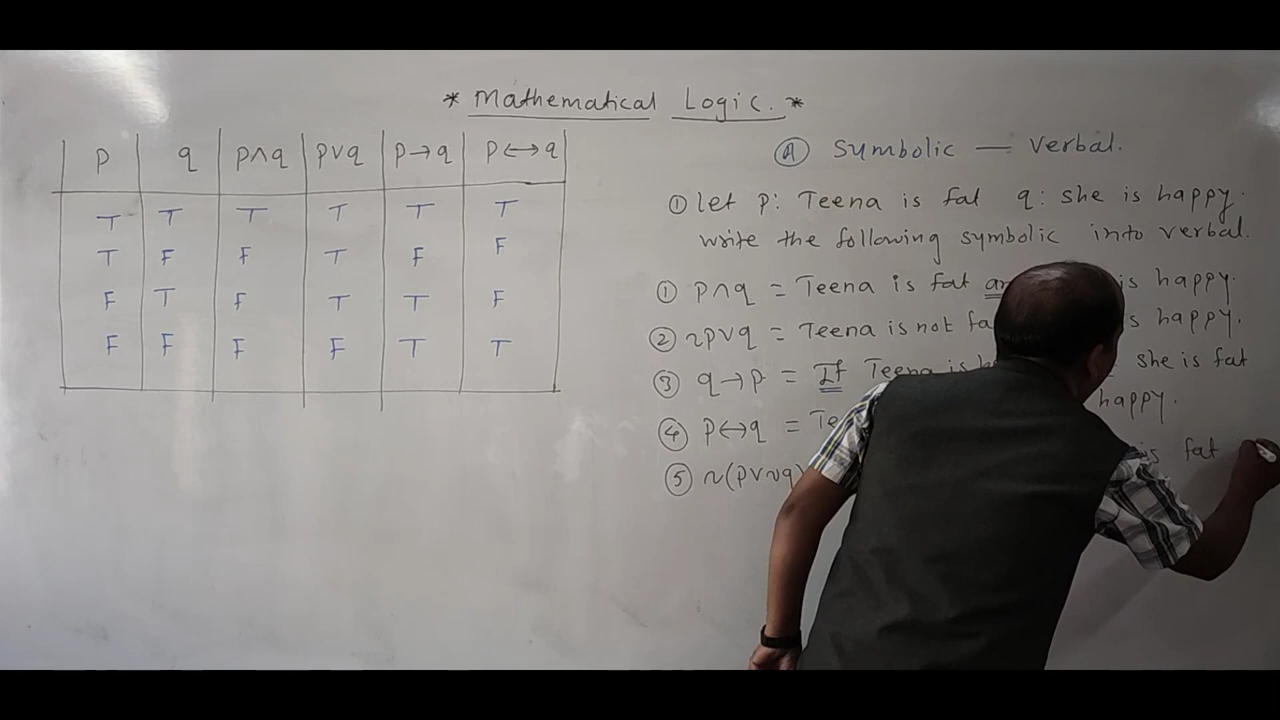 * Mathematical Logic. *
p q p∧q p∨q p→q p↔q
T T T T T T
T F F T F F
F T F T T F
F F F F T T
Ⓐ Symbolic — Verbal.
① Let p: Teena is fat q: she is happy.
write the following symbolic into verbal.
① p∧q = Teena is fat is happy.
② ~p∨q = Teena is not is happy.
③ q→p = If Teena is she is fat
④ p↔q = happy.
⑤ ~(p∨~q) is fat